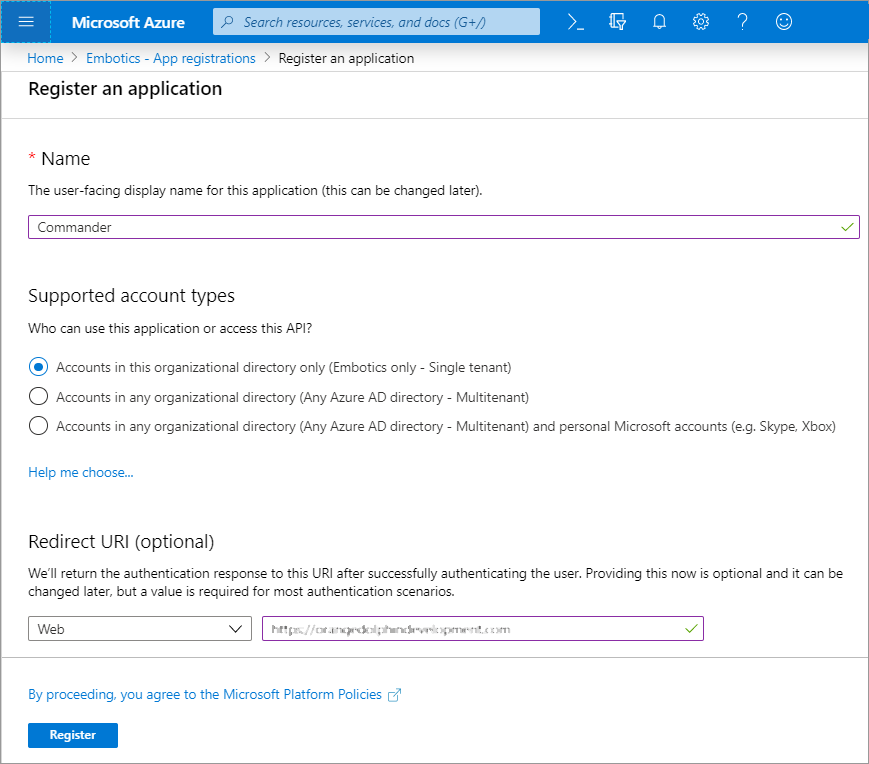 Microsoft Azure
Search resources, services, and docs (G+/)
Home > Embotics - App registrations > Register an application
Register an application
* Name
The user-facing display name for this application (this can be changed later).
Commander
Supported account types
Who can use this application or access this API?
Accounts in this organizational directory only (Embotics only - Single tenant)
Accounts in any organizational directory (Any Azure AD directory - Multitenant)
Accounts in any organizational directory (Any Azure AD directory - Multitenant) and personal Microsoft accounts (e.g. Skype, Xbox)
Help me choose...
Redirect URI (optional)
We'll return the authentication response to this URI after successfully authenticating the user. Providing this now is optional and it can be
changed later, but a value is required for most authentication scenarios.
Web
By proceeding, you agree to the Microsoft Platform Policies
Register